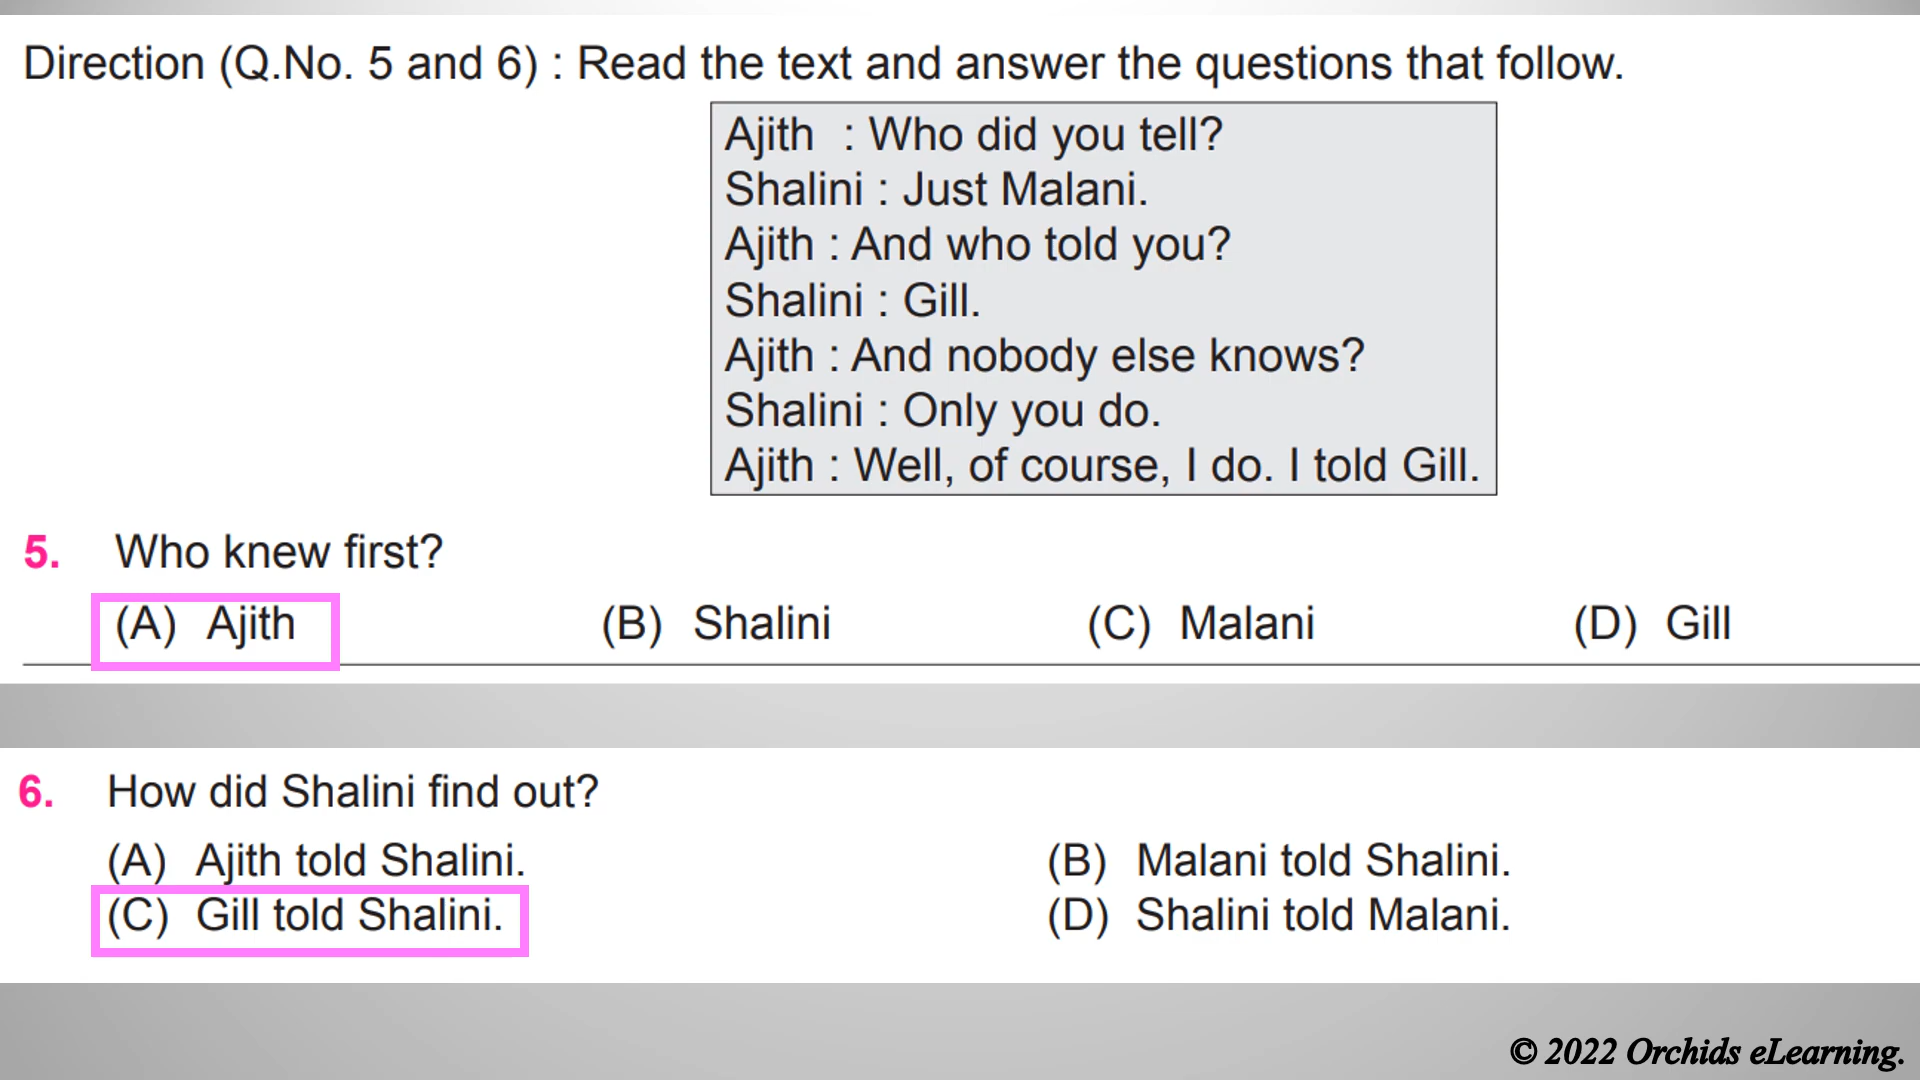 Direction (Q.No. 5 and 6) : Read the text and answer the questions that follow.
Ajith : Who did you tell?
Shalini : Just Malani.
Ajith : And who told you?
Shalini : Gill.
Ajith : And nobody else knows?
Shalini : Only you do.
Ajith : Well, of course, I do. I told Gill.
5. Who knew first?
(A) Ajith (B) Shalini (C) Malani (D) Gill
6. How did Shalini find out?
(A) Ajith told Shalini. (B) Malani told Shalini.
(C) Gill told Shalini. (D) Shalini told Malani.
© 2022 Orchids eLearning.